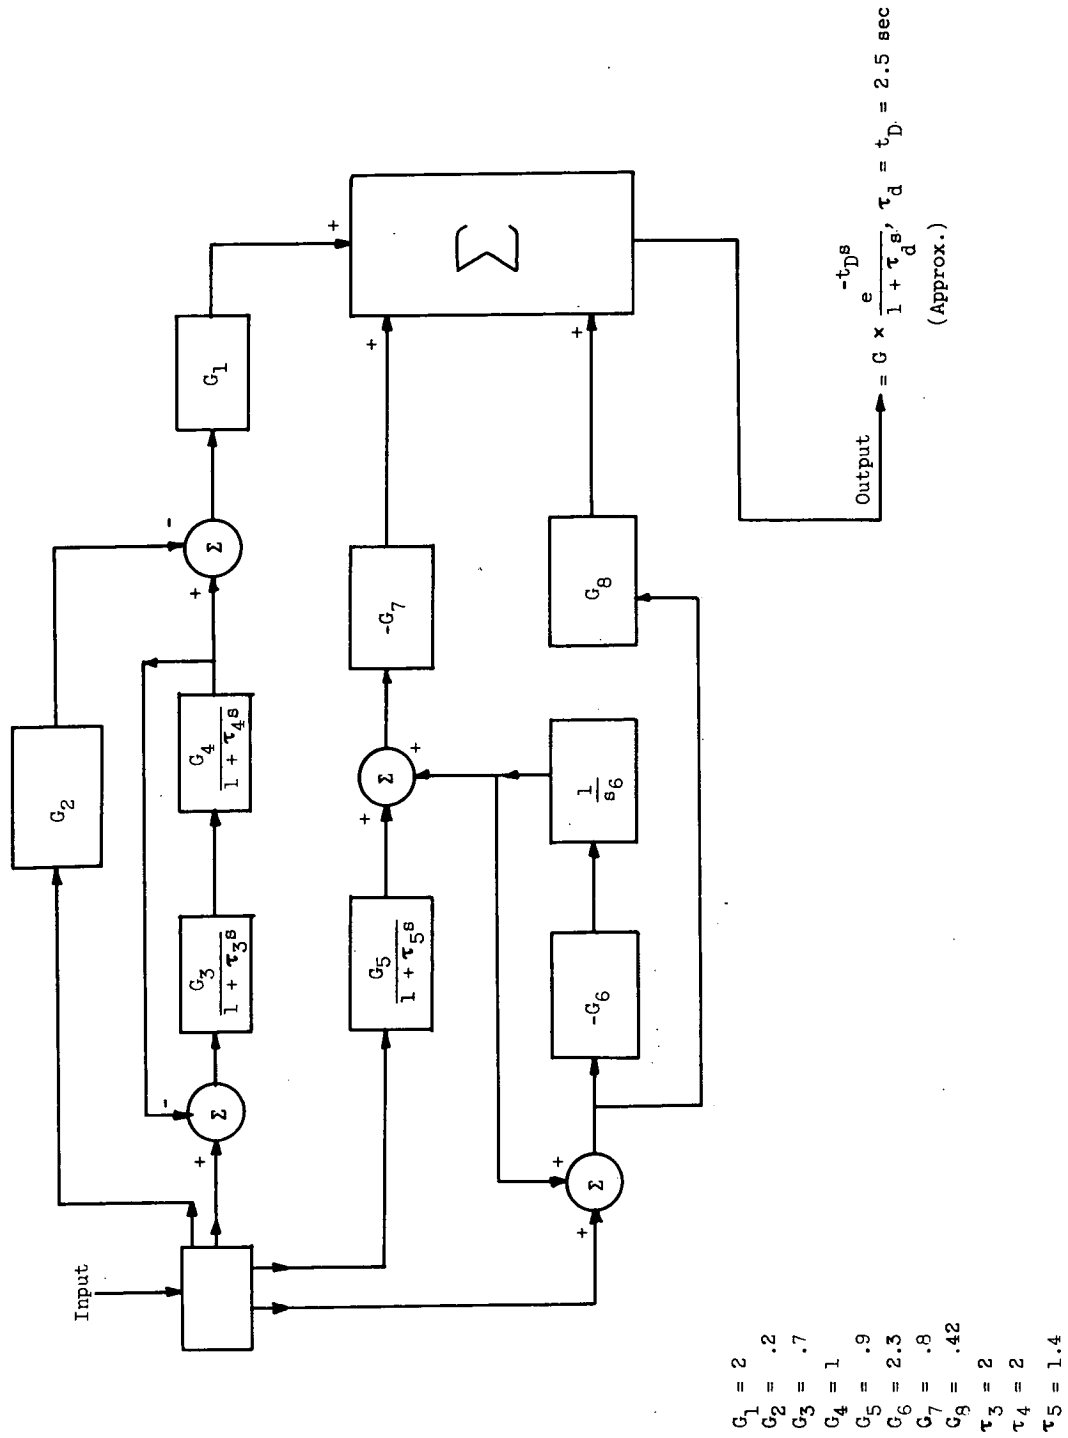 Input
G2
+
-
Σ
G3
1 + τ3s
G4
1 + τ4s
+
-
Σ
G1
+
G5
1 + τ5s
+
+
Σ
-G7
+
Σ
+
+
Σ
-G6
1
s6
G8
+
Output = G × e^-tDs / 1 + τds, τd = tD = 2.5 sec
(Approx.)
G1 = 2
G2 = .2
G3 = .7
G4 = 1
G5 = .9
G6 = 2.3
G7 = .8
G8 = .42
τ3 = 2
τ4 = 2
τ5 = 1.4